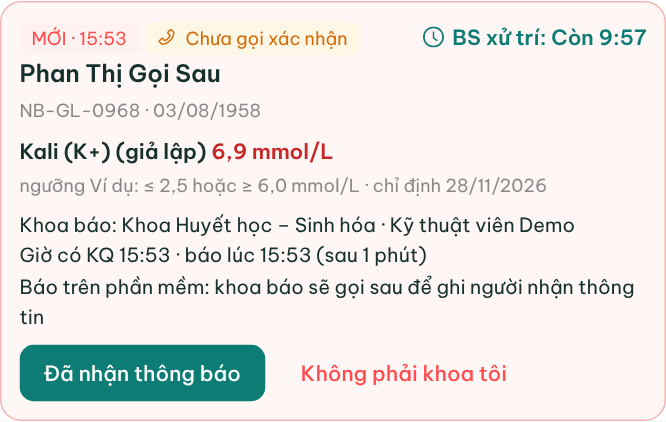 MỚI · 15:53
Chưa gọi xác nhận
BS xử trí: Còn 9:57
Phan Thị Gọi Sau
NB-GL-0968 · 03/08/1958
Kali (K+) (giả lập) 6,9 mmol/L
ngưỡng Ví dụ: ≤ 2,5 hoặc ≥ 6,0 mmol/L · chỉ định 28/11/2026
Khoa báo: Khoa Huyết học – Sinh hóa · Kỹ thuật viên Demo
Giờ có KQ 15:53 · báo lúc 15:53 (sau 1 phút)
Báo trên phần mềm: khoa báo sẽ gọi sau để ghi người nhận thông
tin
Đã nhận thông báo
Không phải khoa tôi